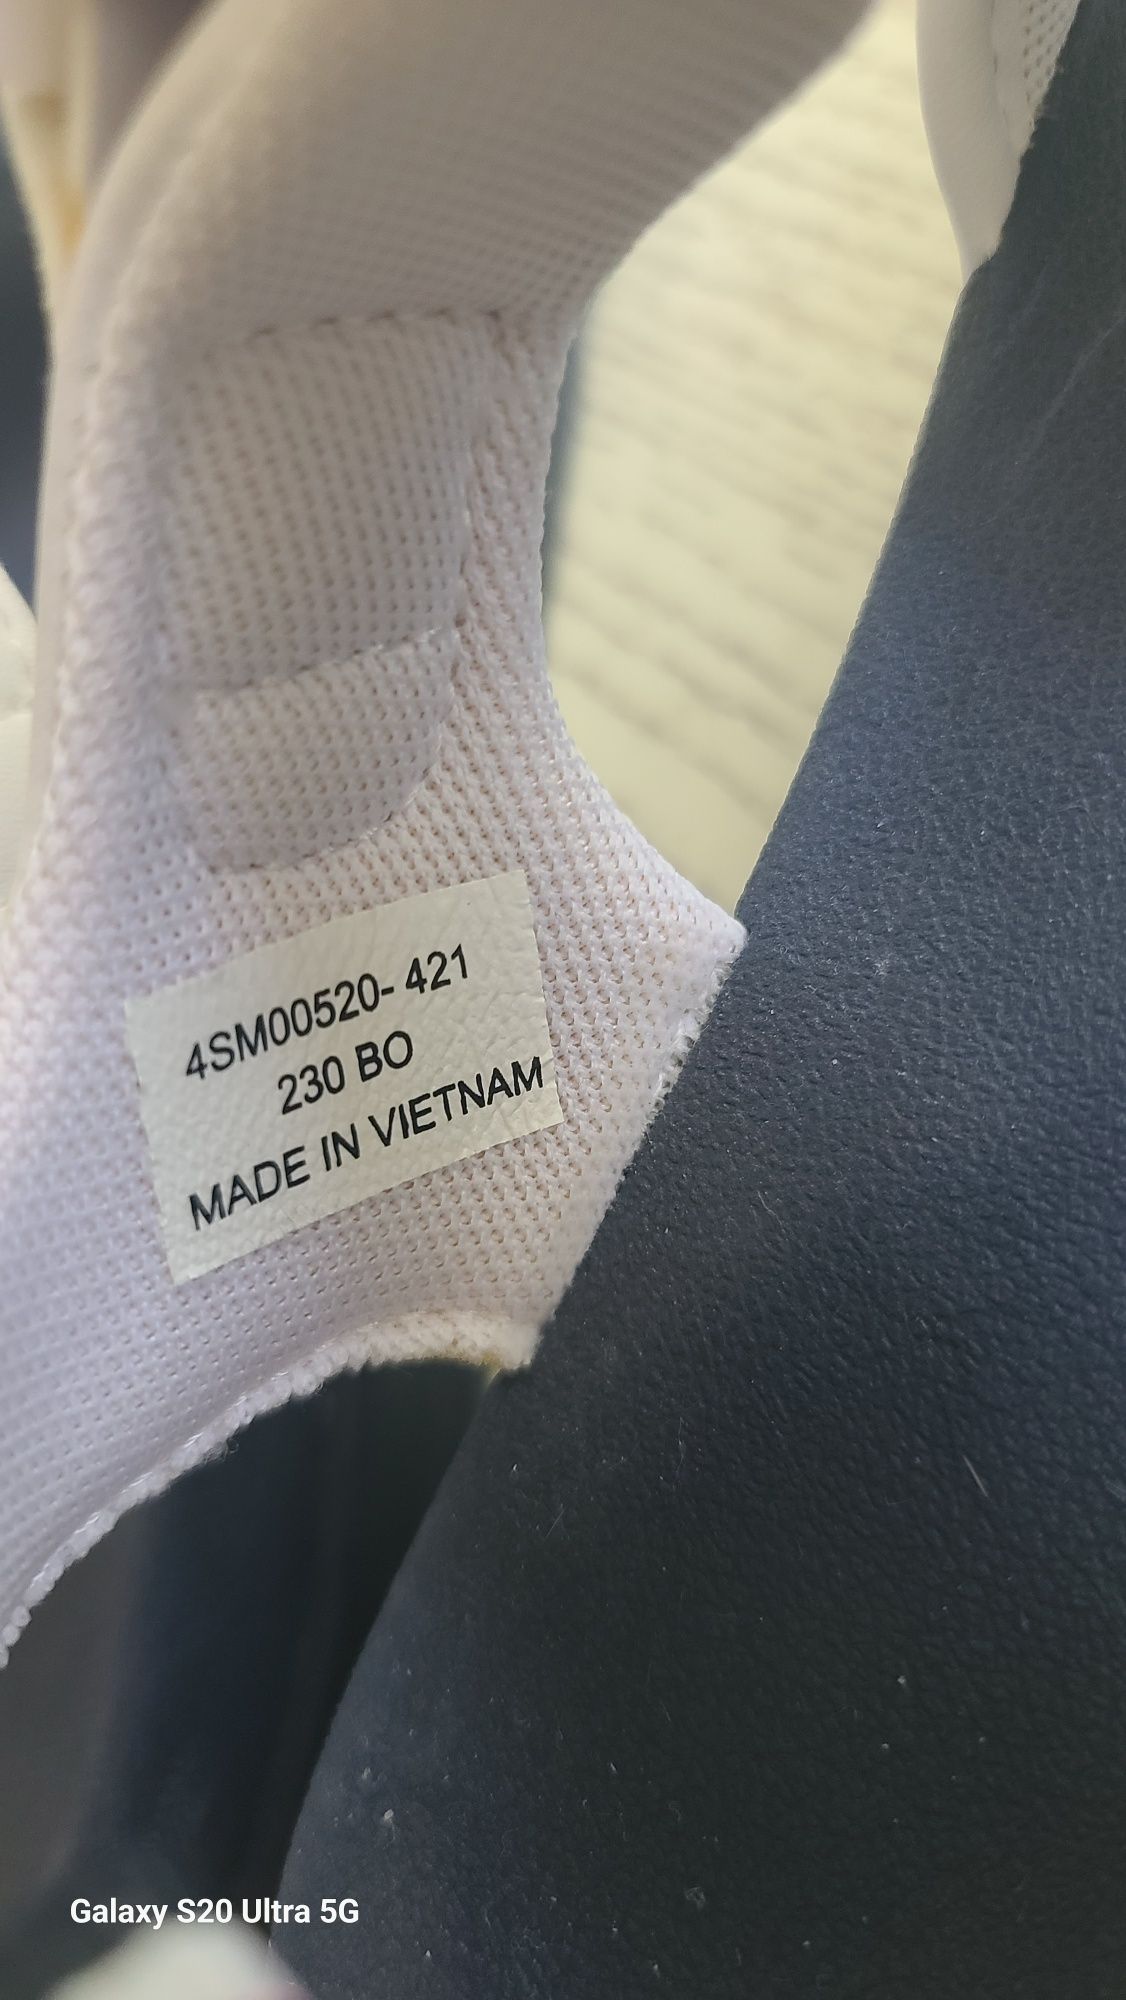 4SM00520- 421
230 BO
MADE IN VIETNAM
Galaxy S20 Ultra 5G